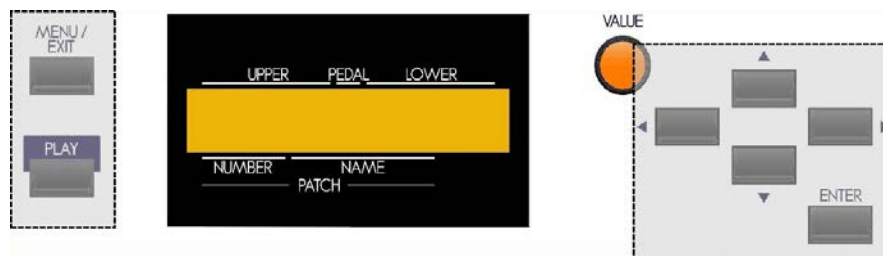 MENU /
EXIT
PLAY
UPPER PEDAL LOWER
NUMBER NAME
PATCH
VALUE
ENTER